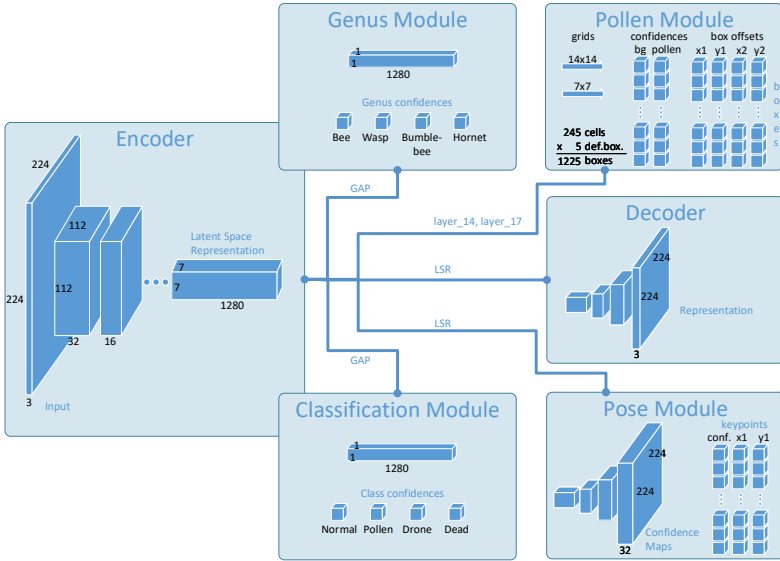 Genus Module
1
1
1280
Genus confidences
Bee Wasp Bumble-
bee Hornet
Pollen Module
grids confidences box offsets
bg pollen x1 y1 x2 y2
14x14
7x7
b
o
x
e
s
245 cells
x 5 def.box.
1225 boxes
Encoder
224
224
3
Input
112
112
32
16
Latent Space
Representation
7
7
1280
GAP
layer_14, layer_17
LSR
LSR
GAP
Decoder
224
224
3
Representation
Classification Module
1
1
1280
Class confidences
Normal Pollen Drone Dead
Pose Module
keypoints
conf. x1 y1
224
224
32
Confidence
Maps